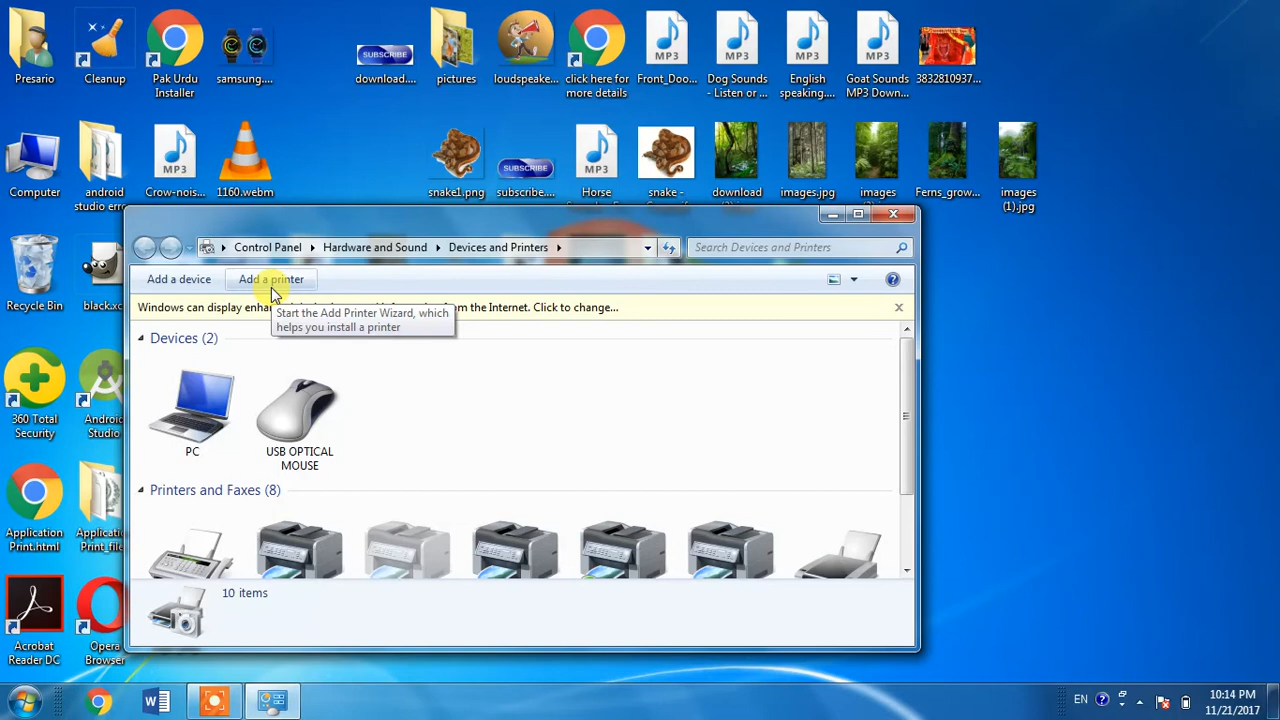 Presario
Cleanup
Pak Urdu
Installer
samsung....
SUBSCRIBE
download....
pictures
loudspeake...
click here for
more details
MP3
Front_Doo...
MP3
Dog Sounds
- Listen or ...
MP3
English
speaking....
MP3
Goat Sounds
MP3 Down...
3832810937...
Computer
android
studio erro...
MP3
Crow-nois...
1160.webm
snake1.png
SUBSCRIBE
subscribe....
MP3
Horse
snake -
download
images.jpg
images
Ferns_grow...
images
(1).jpg
Recycle Bin
black.xc
360 Total
Security
Android
Studio
Application
Print.html
Application
Print_file
Acrobat
Reader DC
Opera
Browser
Control Panel
Hardware and Sound
Devices and Printers
Search Devices and Printers
Add a device
Add a printer
Windows can display enha
from the Internet. Click to change...
Start the Add Printer Wizard, which
helps you install a printer
Devices (2)
PC
USB OPTICAL
MOUSE
Printers and Faxes (8)
10 items
EN
10:14 PM
11/21/2017